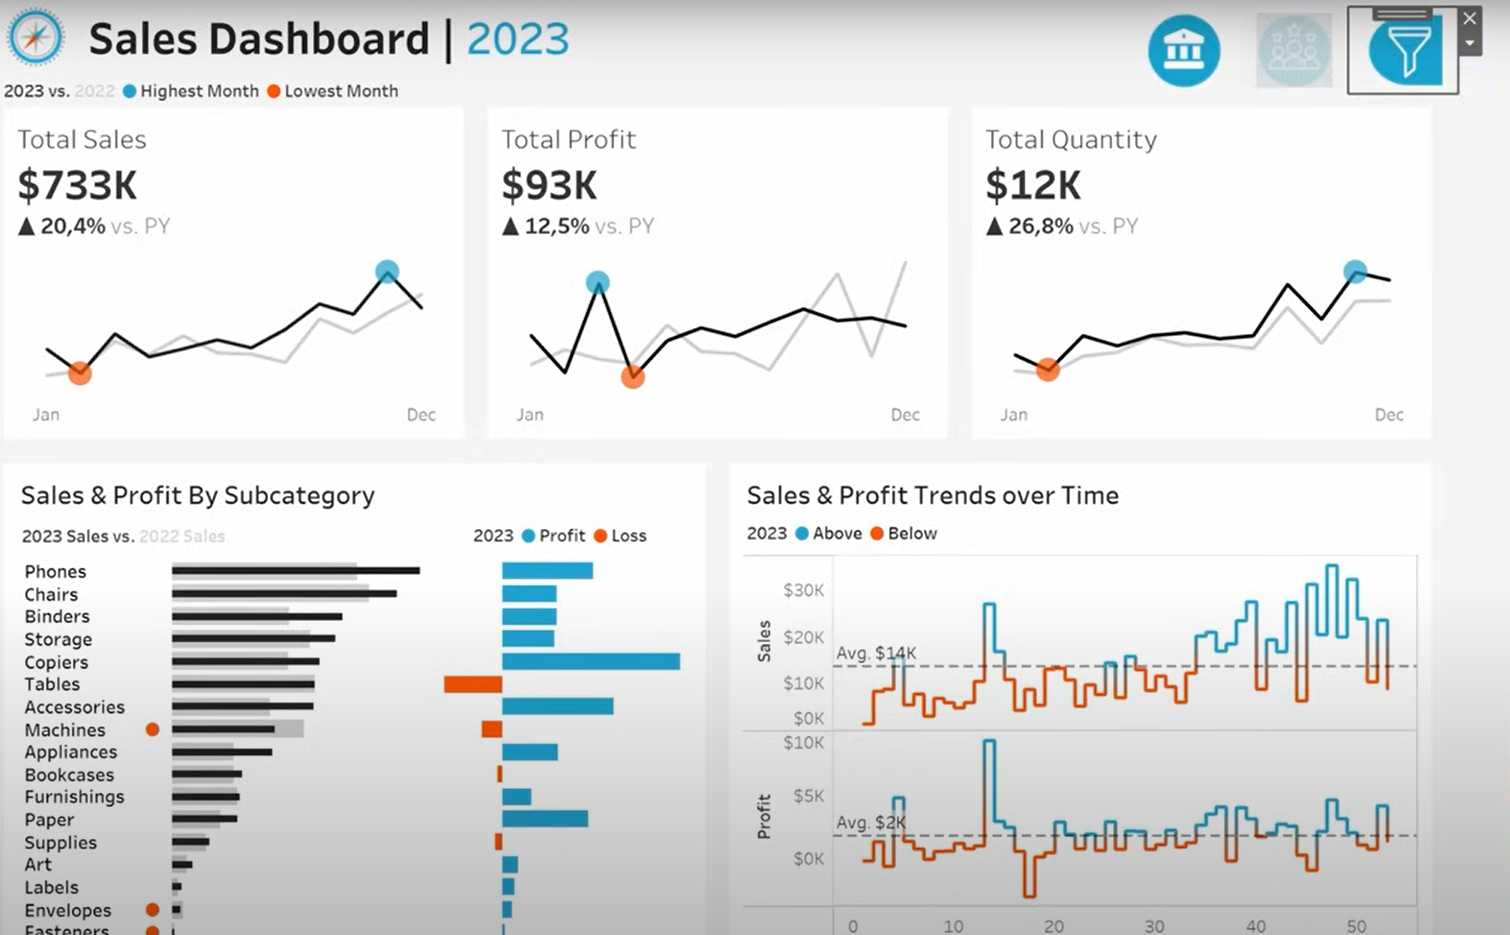 Sales Dashboard | 2023
2023 vs. 2022 Highest Month Lowest Month
Total Sales
$733K
▲ 20,4% vs. PY
Jan Dec
Total Profit
$93K
▲ 12,5% vs. PY
Jan Dec
Total Quantity
$12K
▲ 26,8% vs. PY
Jan Dec
Sales & Profit By Subcategory
2023 Sales vs. 2022 Sales
2023 Profit Loss
Phones
Chairs
Binders
Storage
Copiers
Tables
Accessories
Machines
Appliances
Bookcases
Furnishings
Paper
Supplies
Art
Labels
Envelopes
Fasteners
Sales & Profit Trends over Time
2023 Above Below
Sales
$30K
$20K
Avg. $14K
$10K
$0K
Profit
$10K
$5K
Avg. $2K
$0K
0 10 20 30 40 50